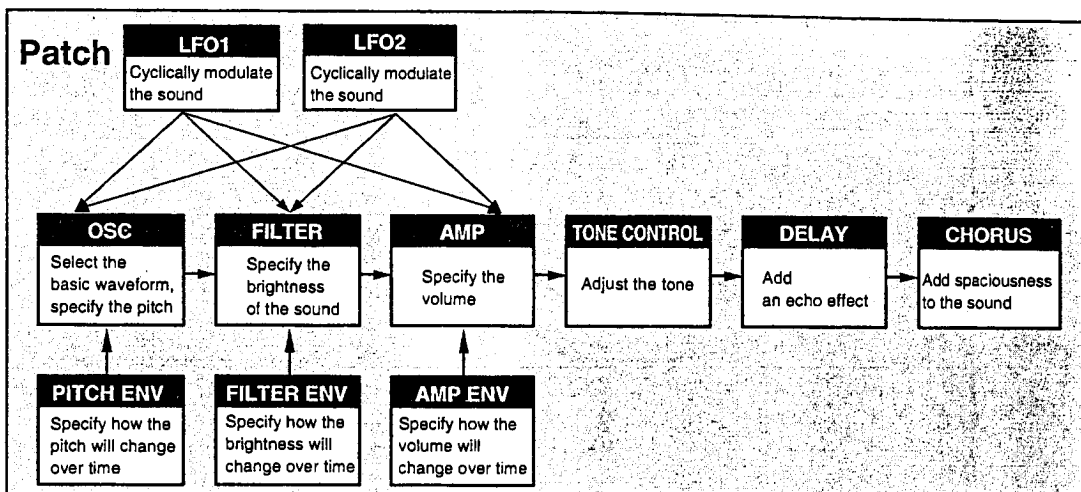 Patch
LFO1
Cyclically modulate
the sound
LFO2
Cyclically modulate
the sound
OSC
Select the
basic waveform,
specify the pitch
FILTER
Specify the
brightness
of the sound
AMP
Specify the
volume
TONE CONTROL
Adjust the tone
DELAY
Add
an echo effect
CHORUS
Add spaciousness
to the sound
PITCH ENV
Specify how the
pitch will change
over time
FILTER ENV
Specify how the
brightness will
change over time
AMP ENV
Specify how the
volume will
change over time